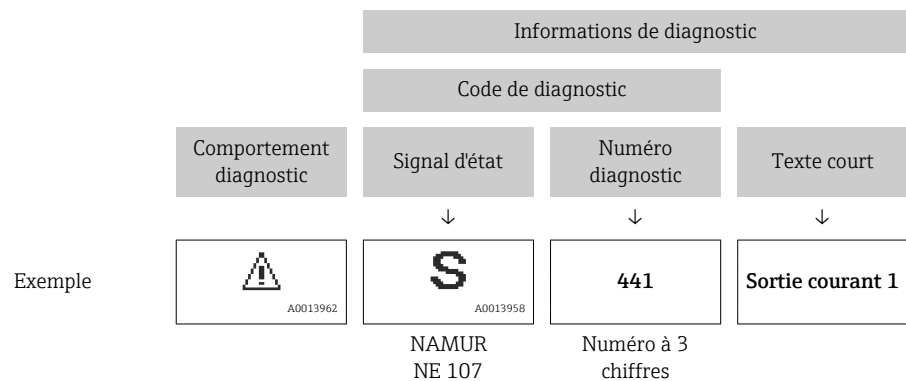 Informations de diagnostic
Code de diagnostic
Comportement
diagnostic
Signal d'état
Numéro
diagnostic
Texte court
↓
↓
↓
Exemple
A0013962
S
A0013958
441
Sortie courant 1
NAMUR
NE 107
Numéro à 3
chiffres